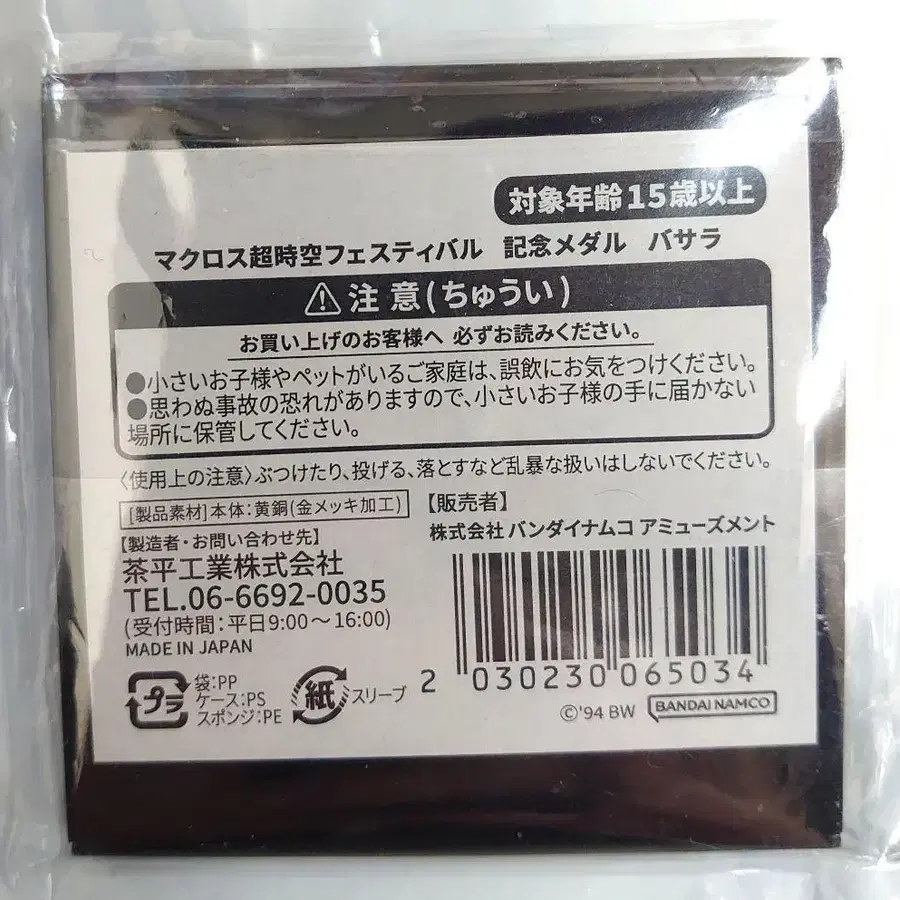 対象年齢15歳以上
マクロス超時空フェスティバル 記念メダル バサラ
⚠注意(ちゅうい)
お買い上げのお客様へ 必ずお読みください。
●小さいお子様やペットがいるご家庭は、誤飲にお気をつけください。
●思わぬ事故の恐れがありますので、小さいお子様の手に届かない
場所に保管してください。
〈使用上の注意〉ぶつけたり、投げる、落とすなど乱暴な扱いはしないでください。
[製品素材]本体:黄銅(金メッキ加工)
【製造者・お問い合わせ先】
茶平工業株式会社
TEL.06-6692-0035
(受付時間:平日9:00~16:00)
MADE IN JAPAN
プラ
袋:PP
ケース:PS
スポンジ:PE
紙
スリーブ
【販売者】
株式会社 バンダイナムコ アミューズメント
2 030230 065034
©'94 BW
BANDAI NAMCO